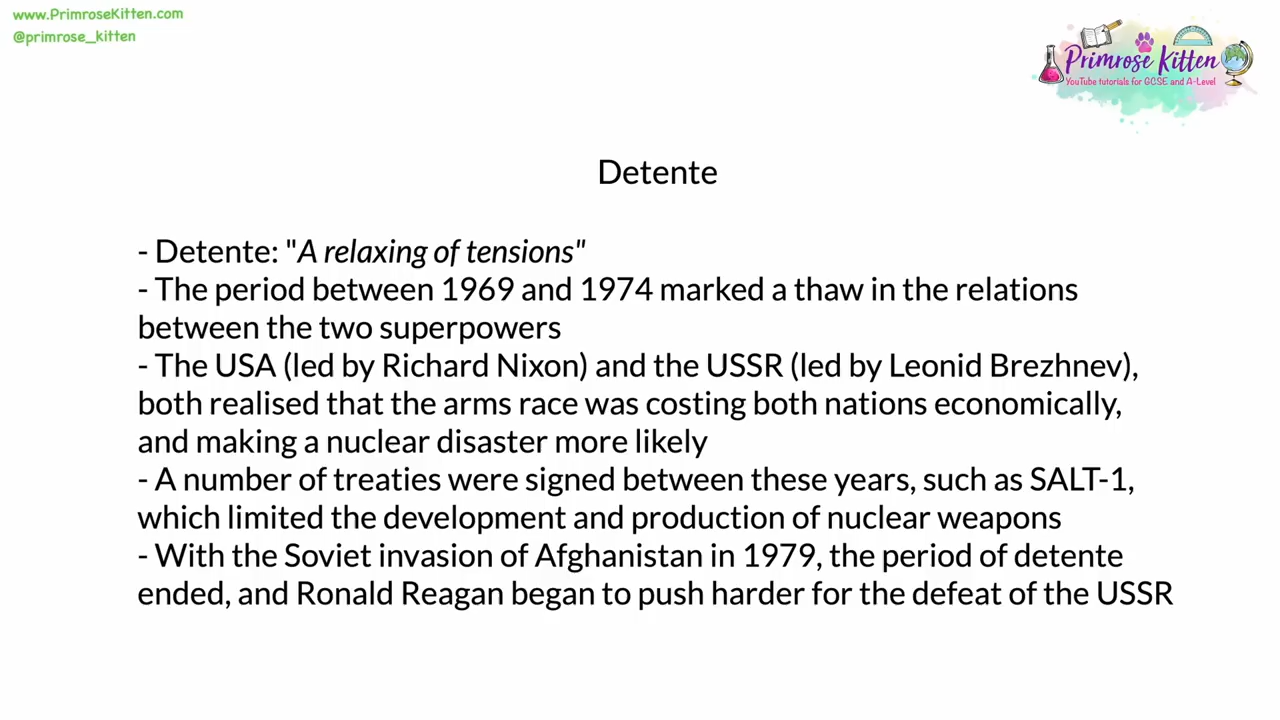 www.PrimroseKitten.com
@primrose_kitten
Primrose Kitten
YouTube tutorials for GCSE and A-Level
Detente
- Detente: "A relaxing of tensions"
- The period between 1969 and 1974 marked a thaw in the relations
between the two superpowers
- The USA (led by Richard Nixon) and the USSR (led by Leonid Brezhnev),
both realised that the arms race was costing both nations economically,
and making a nuclear disaster more likely
- A number of treaties were signed between these years, such as SALT-1,
which limited the development and production of nuclear weapons
- With the Soviet invasion of Afghanistan in 1979, the period of detente
ended, and Ronald Reagan began to push harder for the defeat of the USSR